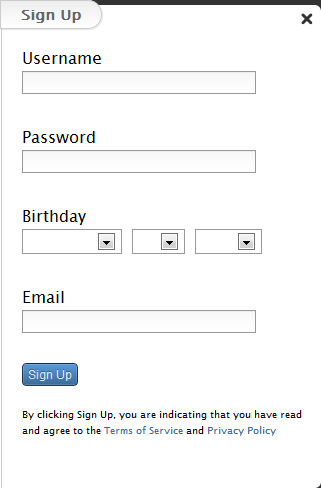 Sign Up
Username
Password
Birthday
Email
Sign Up
By clicking Sign Up, you are indicating that you have read
and agree to the Terms of Service and Privacy Policy